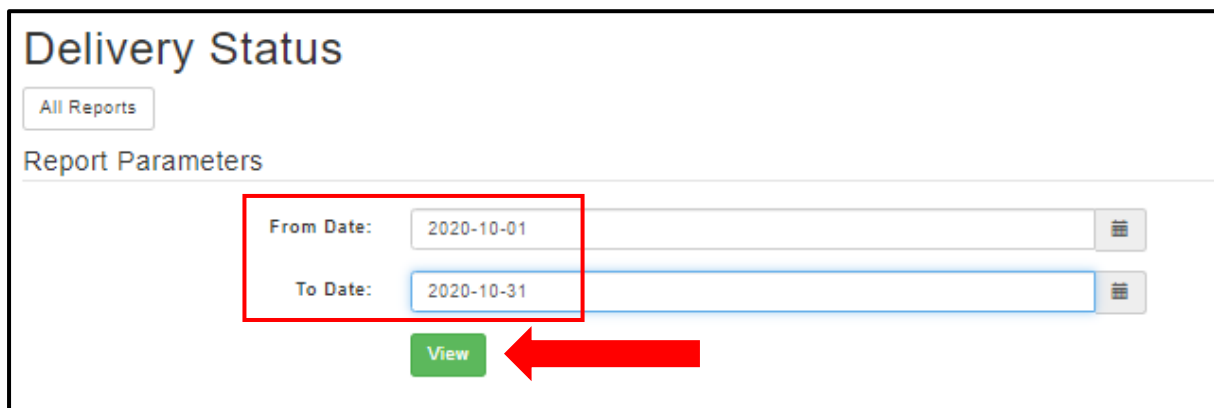 Delivery Status
All Reports
Report Parameters
From Date: 2020-10-01
To Date: 2020-10-31
View